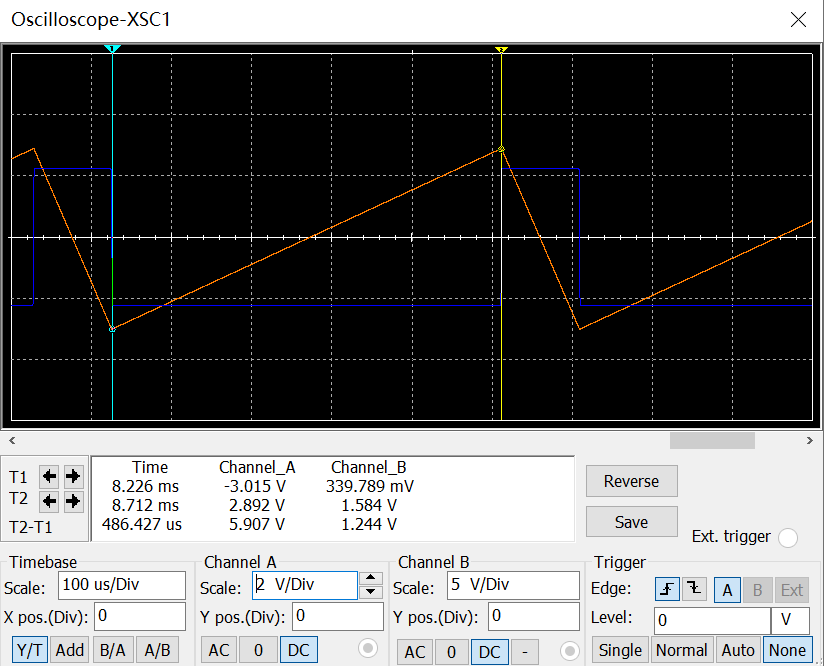 Oscilloscope-XSC1
1
2
Time Channel_A Channel_B
T1 8.226 ms -3.015 V 339.789 mV
T2 8.712 ms 2.892 V 1.584 V
T2-T1 486.427 us 5.907 V 1.244 V
Reverse
Save
Ext. trigger
Timebase
Scale: 100 us/Div
X pos.(Div): 0
Y/T Add B/A A/B
Channel A
Scale: 2 V/Div
Y pos.(Div): 0
AC 0 DC
Channel B
Scale: 5 V/Div
Y pos.(Div): 0
AC 0 DC -
Trigger
Edge: A B Ext
Level: 0 V
Single Normal Auto None